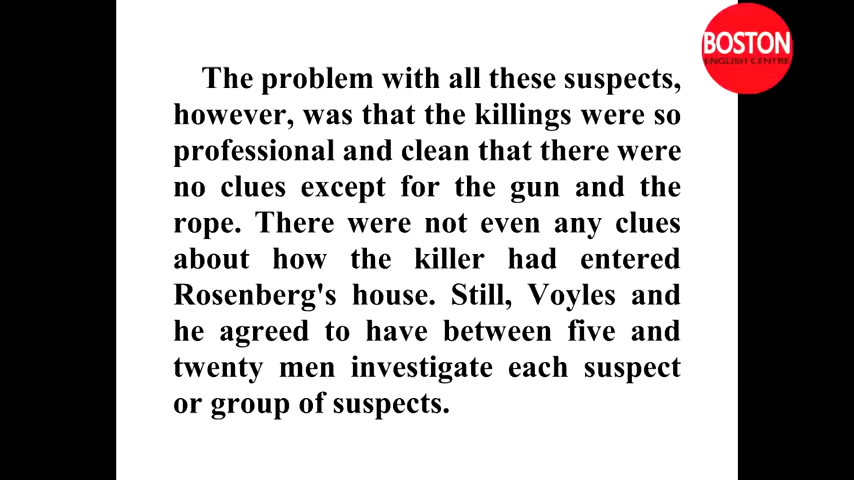 BOSTON
ENGLISH CENTRE
The problem with all these suspects,
however, was that the killings were so
professional and clean that there were
no clues except for the gun and the
rope. There were not even any clues
about how the killer had entered
Rosenberg's house. Still, Voyles and
he agreed to have between five and
twenty men investigate each suspect
or group of suspects.